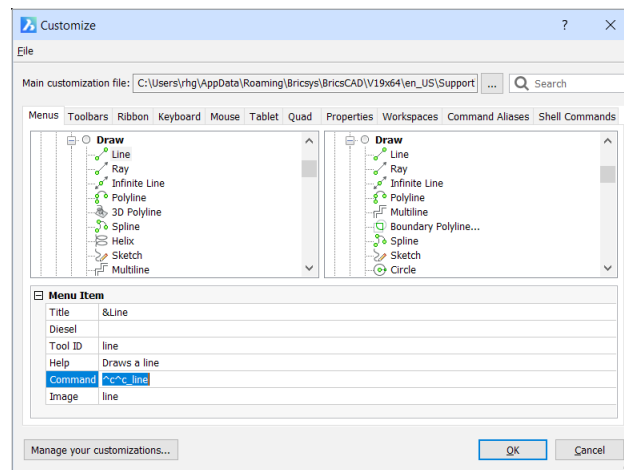 Customize
File
Main customization file: C:\Users\rhg\AppData\Roaming\Bricsys\BricsCAD\V19x64\en_US\Support ... Search
Menus Toolbars Ribbon Keyboard Mouse Tablet Quad Properties Workspaces Command Aliases Shell Commands
Draw
Line
Ray
Infinite Line
Polyline
3D Polyline
Spline
Helix
Sketch
Multiline
Draw
Line
Ray
Infinite Line
Polyline
Multiline
Boundary Polyline...
Spline
Sketch
Circle
Menu Item
Title &Line
Diesel
Tool ID line
Help Draws a line
Command ^c^c_line
Image line
Manage your customizations... OK Cancel